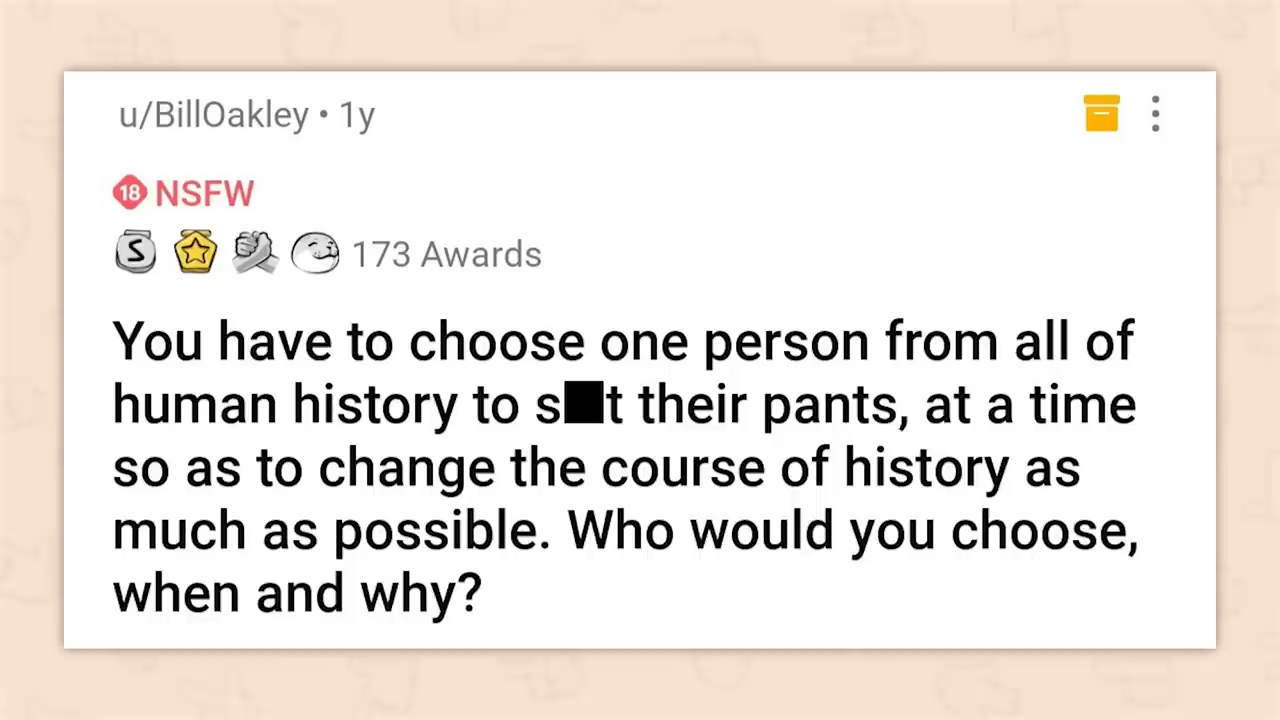 u/BillOakley • 1y
18 NSFW
S 173 Awards
You have to choose one person from all of
human history to s■t their pants, at a time
so as to change the course of history as
much as possible. Who would you choose,
when and why?